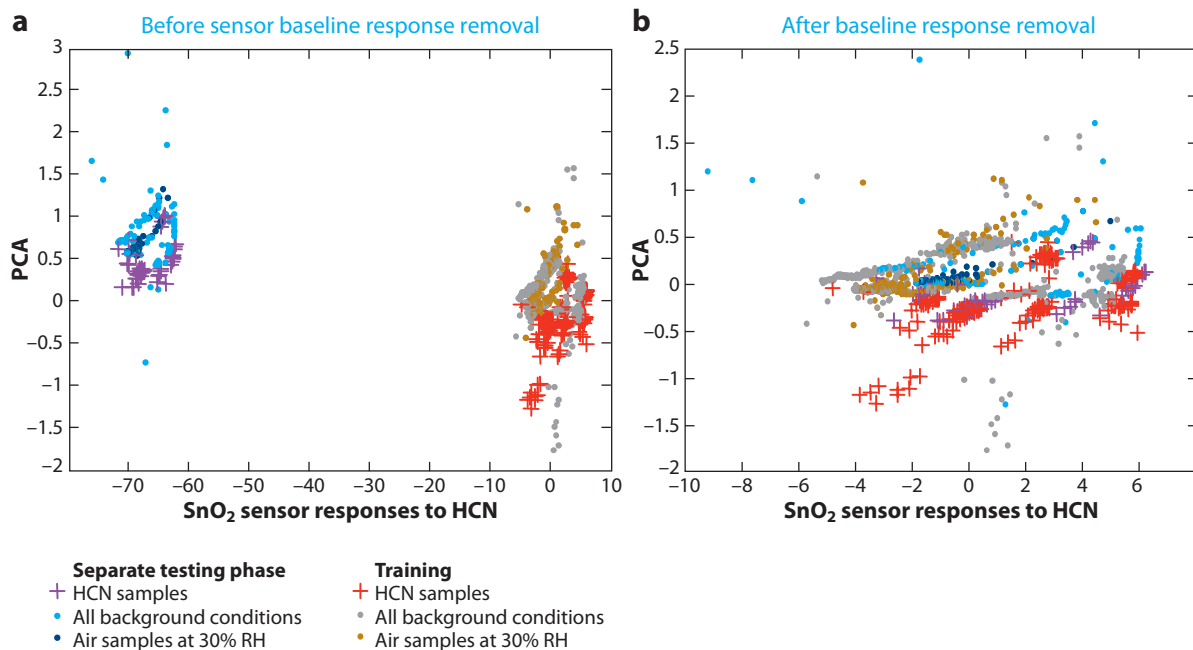 a
Before sensor baseline response removal
3
2.5
2
1.5
1
0.5
0
−0.5
−1
−1.5
−2
PCA
−70
−60
−50
−40
−30
−20
−10
0
10
SnO₂ sensor responses to HCN
b
After baseline response removal
2.5
2
1.5
1
0.5
0
−0.5
−1
−1.5
−2
PCA
−10
−8
−6
−4
−2
0
2
4
6
SnO₂ sensor responses to HCN
Separate testing phase
HCN samples
All background conditions
Air samples at 30% RH
Training
HCN samples
All background conditions
Air samples at 30% RH